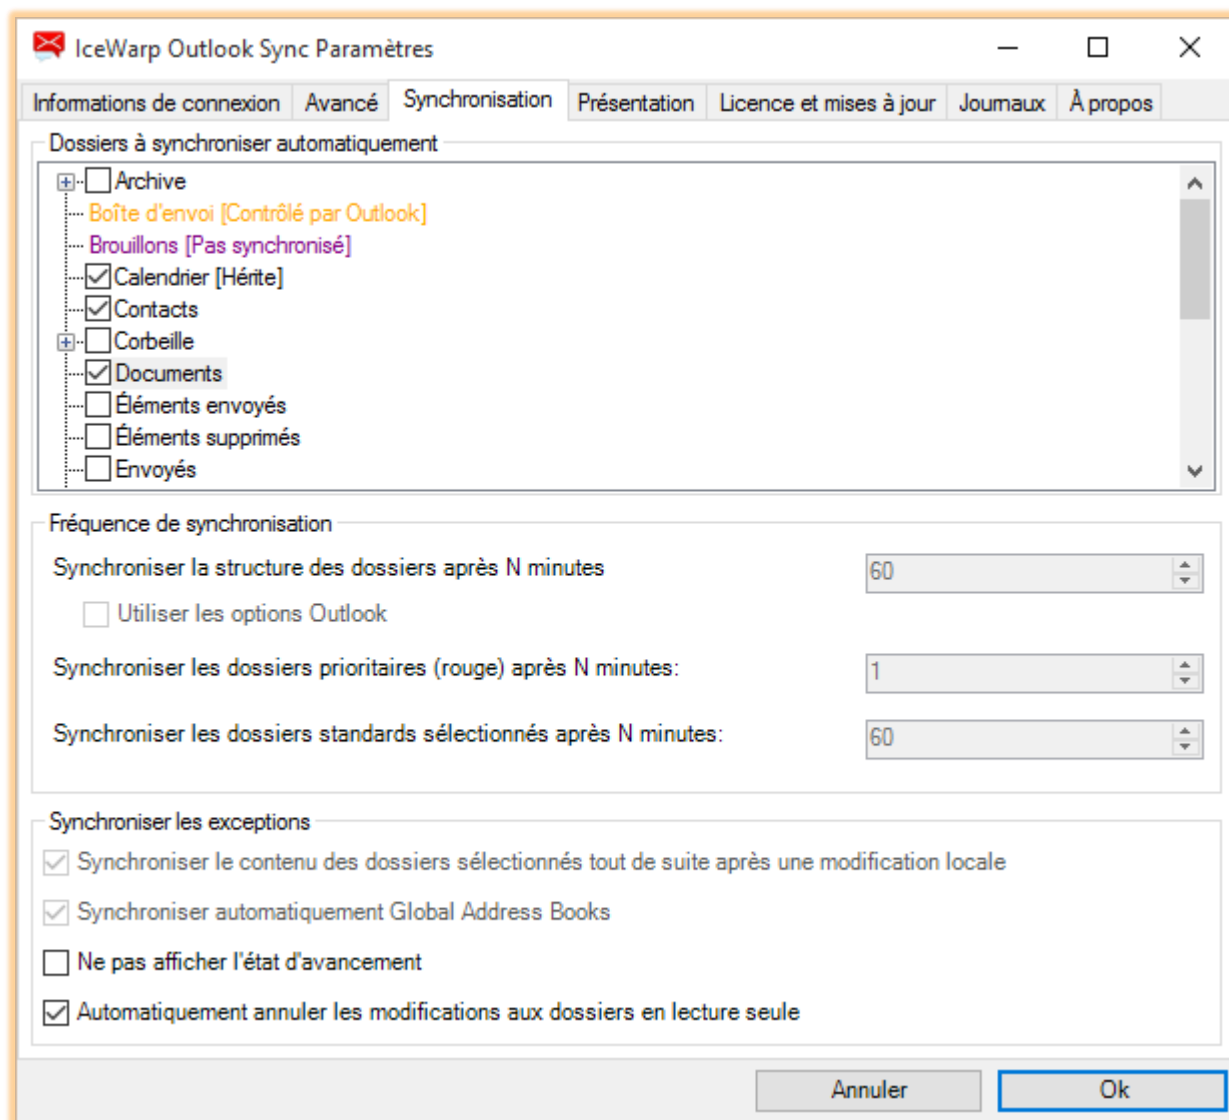 IceWarp Outlook Sync Paramètres
Informations de connexion Avancé Synchronisation Présentation Licence et mises à jour Journaux À propos
Dossiers à synchroniser automatiquement
Archive
Boîte d'envoi [Contrôlé par Outlook]
Brouillons [Pas synchronisé]
Calendrier [Hérite]
Contacts
Corbeille
Documents
Éléments envoyés
Éléments supprimés
Envoyés
Fréquence de synchronisation
Synchroniser la structure des dossiers après N minutes 60
Utiliser les options Outlook
Synchroniser les dossiers prioritaires (rouge) après N minutes: 1
Synchroniser les dossiers standards sélectionnés après N minutes: 60
Synchroniser les exceptions
Synchroniser le contenu des dossiers sélectionnés tout de suite après une modification locale
Synchroniser automatiquement Global Address Books
Ne pas afficher l'état d'avancement
Automatiquement annuler les modifications aux dossiers en lecture seule
Annuler Ok